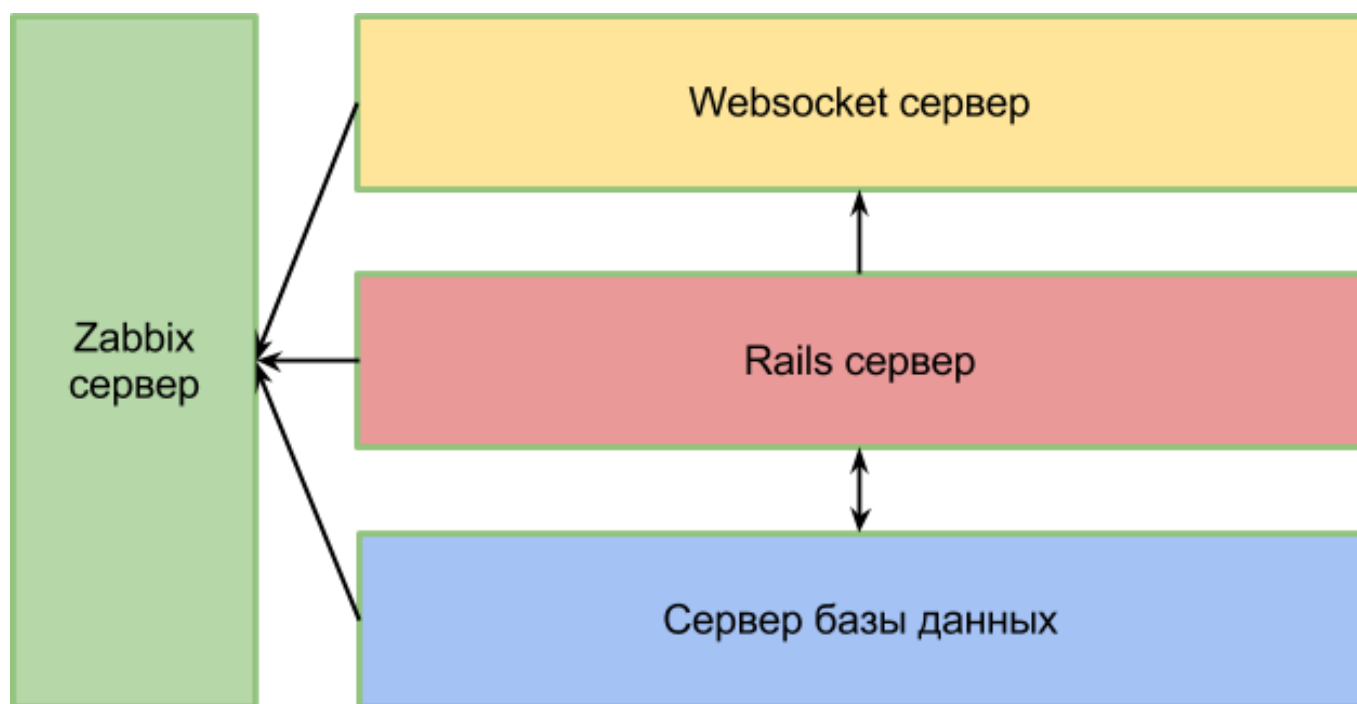 Websocket сервер
Zabbix
сервер
Rails сервер
Сервер базы данных